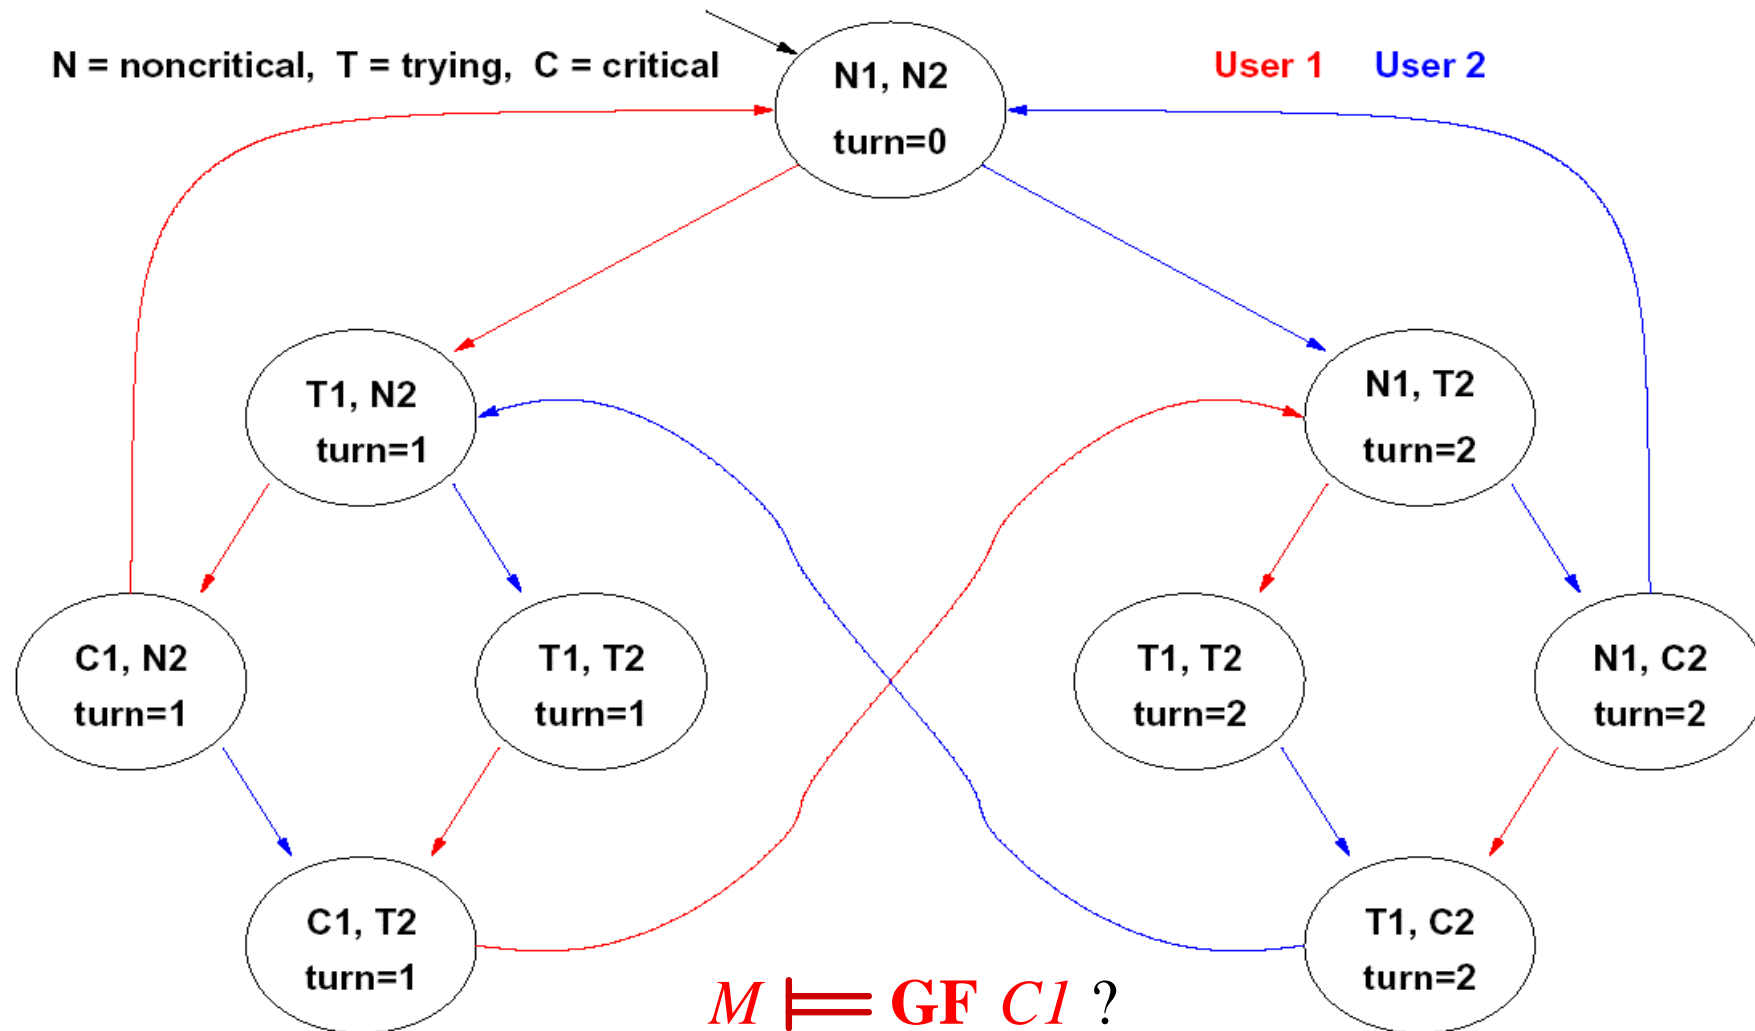 N = noncritical, T = trying, C = critical
User 1 User 2
N1, N2
turn=0
T1, N2
turn=1
N1, T2
turn=2
C1, N2
turn=1
T1, T2
turn=1
T1, T2
turn=2
N1, C2
turn=2
C1, T2
turn=1
T1, C2
turn=2
M ⊨ GF C1 ?